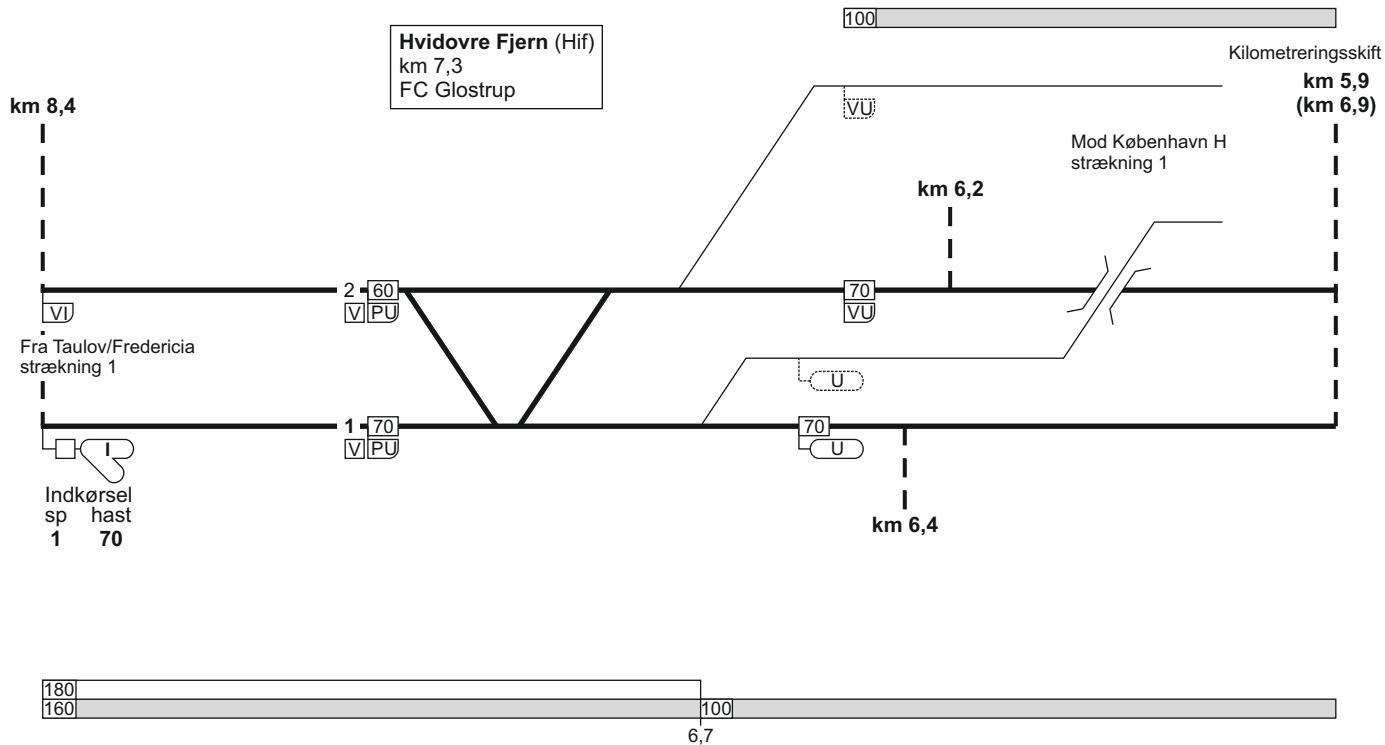 100
Hvidovre Fjern (Hif)
km 7,3
FC Glostrup
Kilometreringsskift
km 5,9
(km 6,9)
km 8,4
VU
Mod København H
strækning 1
km 6,2
2
60
70
VI
V
PU
VU
Fra Taulov/Fredericia
strækning 1
U
1
70
70
I
V
PU
U
Indkørsel
sp hast
1 70
km 6,4
180
160
100
6,7